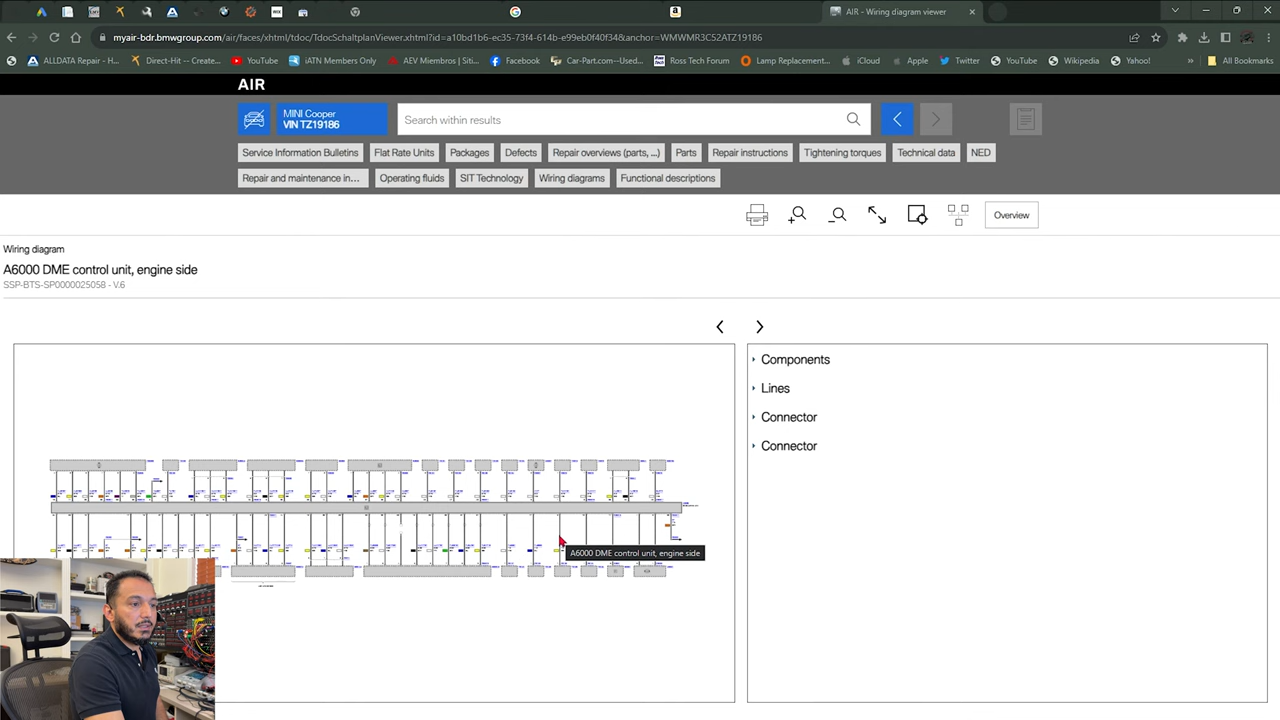 AIR - Wiring diagram viewer
myair-bdr.bmwgroup.com/air/faces/xhtml/tdoc/TdocSchaltplanViewer.xhtml?id=a10bd1b6-ec35-73f4-614b-e99eb0f40f34&anchor=WMWMR3C52ATZ19186
ALLDATA Repair - H...
Direct-Hit -- Create...
YouTube
iATN Members Only
AEV Miembros | Siti...
Facebook
Car-Part.com--Used...
Ross Tech Forum
Lamp Replacement...
iCloud
Apple
Twitter
YouTube
Wikipedia
Yahoo!
»
All Bookmarks
AIR
MINI Cooper
VIN TZ19186
Search within results
Service Information Bulletins
Flat Rate Units
Packages
Defects
Repair overviews (parts, ...)
Parts
Repair instructions
Tightening torques
Technical data
NED
Repair and maintenance in...
Operating fluids
SIT Technology
Wiring diagrams
Functional descriptions
Overview
Wiring diagram
A6000 DME control unit, engine side
SSP-BTS-SP0000025058 - V.6
Components
Lines
Connector
Connector
A6000 DME control unit, engine side